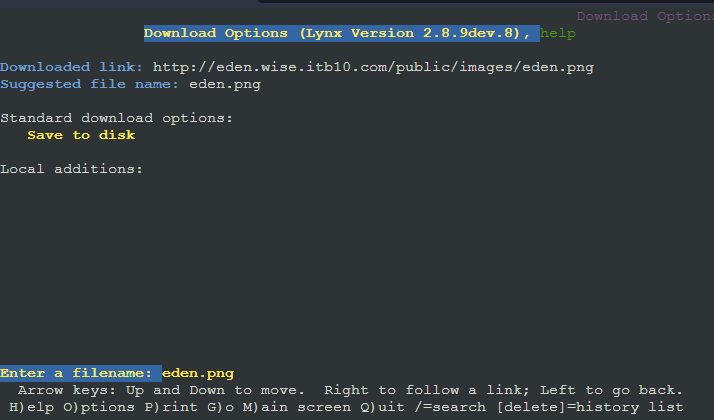 Download Options
Download Options (Lynx Version 2.8.9dev.8), help
Downloaded link: http://eden.wise.itb10.com/public/images/eden.png
Suggested file name: eden.png
Standard download options:
Save to disk
Local additions:
Enter a filename: eden.png
Arrow keys: Up and Down to move. Right to follow a link; Left to go back.
H)elp O)ptions P)rint G)o M)ain screen Q)uit /=search [delete]=history list